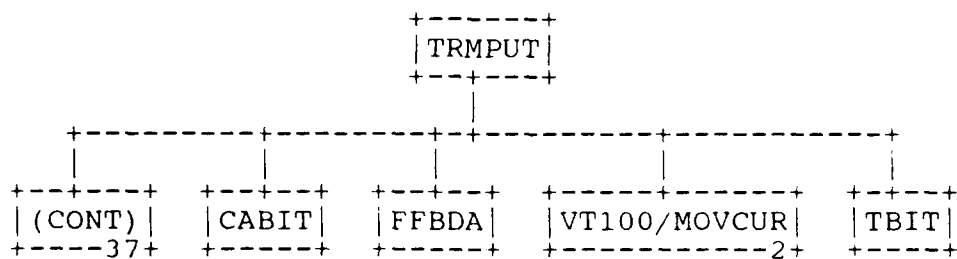 TRMPUT
(CONT) CABIT FFBDA VT100/MOVCUR TBIT
37 2